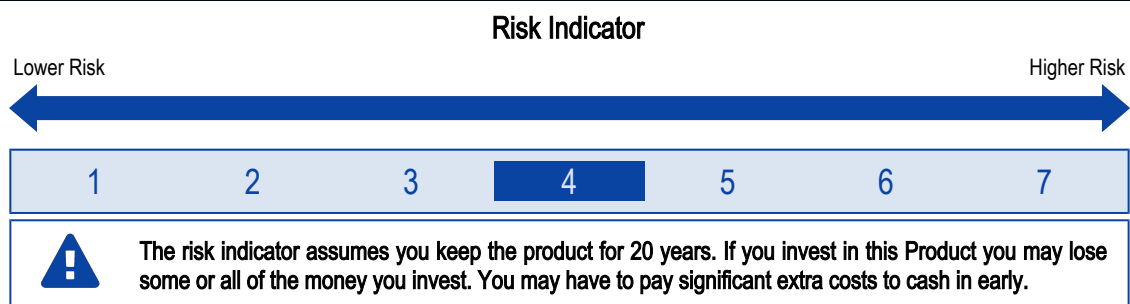 Risk Indicator
Lower Risk Higher Risk
1 2 3 4 5 6 7
The risk indicator assumes you keep the product for 20 years. If you invest in this Product you may lose
some or all of the money you invest. You may have to pay significant extra costs to cash in early.